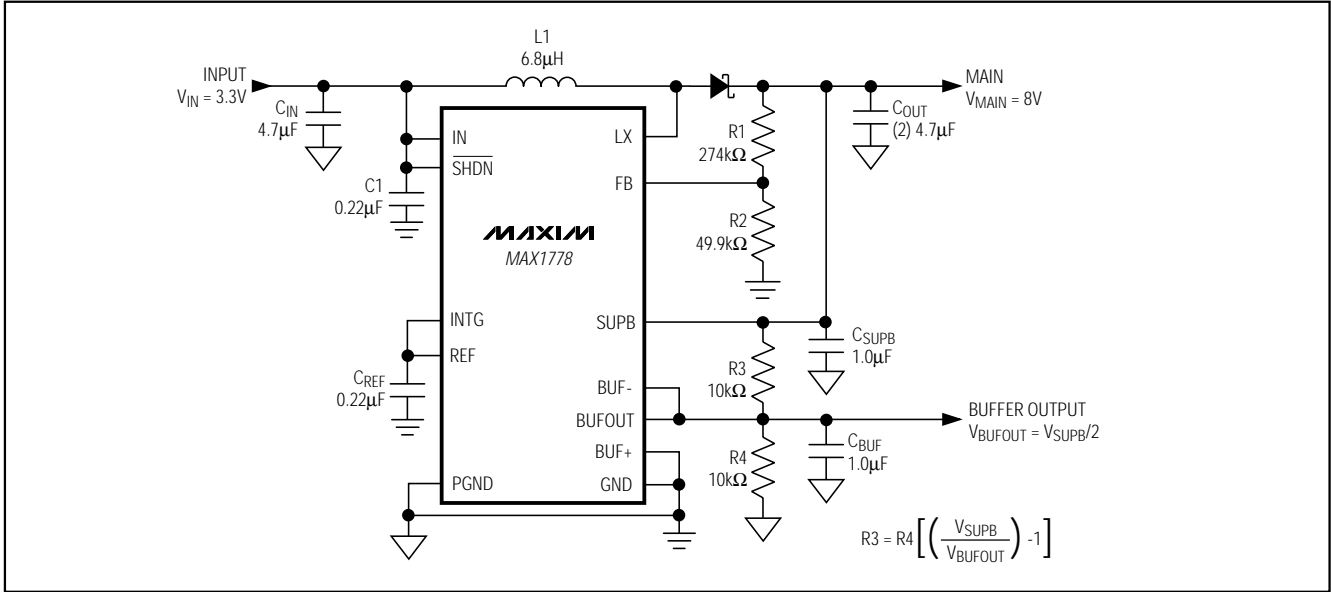 L1
6.8µH
INPUT
V_IN = 3.3V
C_IN
4.7µF
MAIN
V_MAIN = 8V
C_OUT
(2) 4.7µF
IN
SHDN
LX
FB
R1
274kΩ
C1
0.22µF
R2
49.9kΩ
MAXIM
MAX1778
INTG
REF
SUPB
C_SUPB
1.0µF
R3
10kΩ
C_REF
0.22µF
BUF-
BUFOUT
BUFFER OUTPUT
V_BUFOUT = V_SUPB/2
BUF+
C_BUF
1.0µF
R4
10kΩ
PGND
GND
R3 = R4[(V_SUPB/V_BUFOUT) -1]